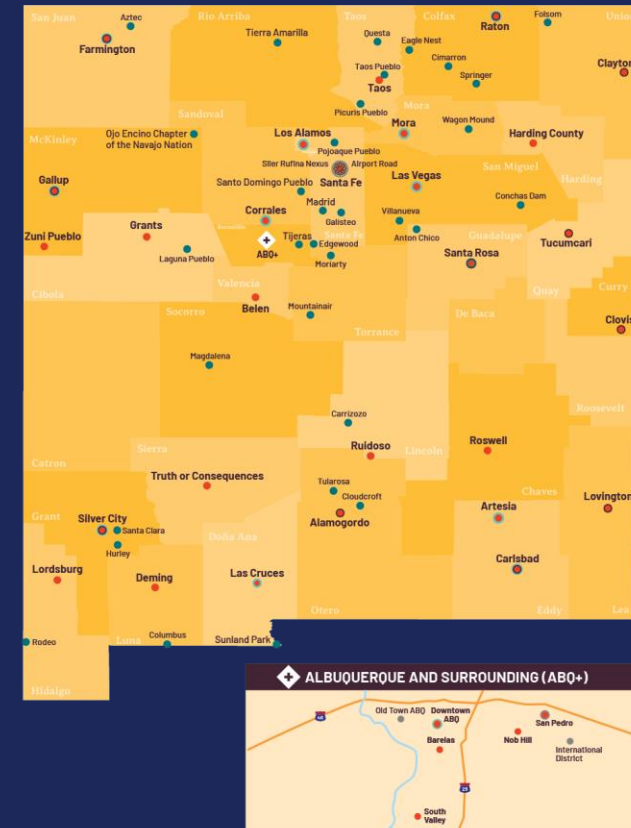 San Juan
Aztec
Farmington
Rio Arriba
Tierra Amarilla
Taos
Questa
Eagle Nest
Taos Pueblo
Taos
Picuris Pueblo
Colfax
Raton
Folsom
Cimarron
Springer
Clayton
Sandoval
McKinley
Ojo Encino Chapter
of the Navajo Nation
Los Alamos
Pojoaque Pueblo
Mora
Mora
Wagon Mound
Harding County
Harding
Gallup
Siler Rufina Nexus
Airport Road
Santo Domingo Pueblo
Santa Fe
Las Vegas
San Miguel
Conchas Dam
Madrid
Galisteo
Corrales
Villanueva
Anton Chico
Guadalupe
Zuni Pueblo
Grants
Laguna Pueblo
ABQ+
Tijeras
Santa Fe
Edgewood
Moriarty
Santa Rosa
Tucumcari
Cibola
Valencia
Belen
Mountainair
Socorro
Torrance
De Baca
Quay
Curry
Magdalena
Carrizozo
Roosevelt
Catron
Sierra
Ruidoso
Lincoln
Roswell
Truth or Consequences
Tularosa
Cloudcroft
Alamogordo
Chaves
Artesia
Lovington
Grant
Silver City
Santa Clara
Hurley
Doña Ana
Lordsburg
Deming
Las Cruces
Carlsbad
Otero
Eddy
Lea
Rodeo
Luna
Columbus
Sunland Park
Hidalgo
ALBUQUERQUE AND SURROUNDING (ABQ+)
Old Town ABQ
Downtown
ABQ
San Pedro
Barelas
Nob Hill
International
District
25
South
Valley